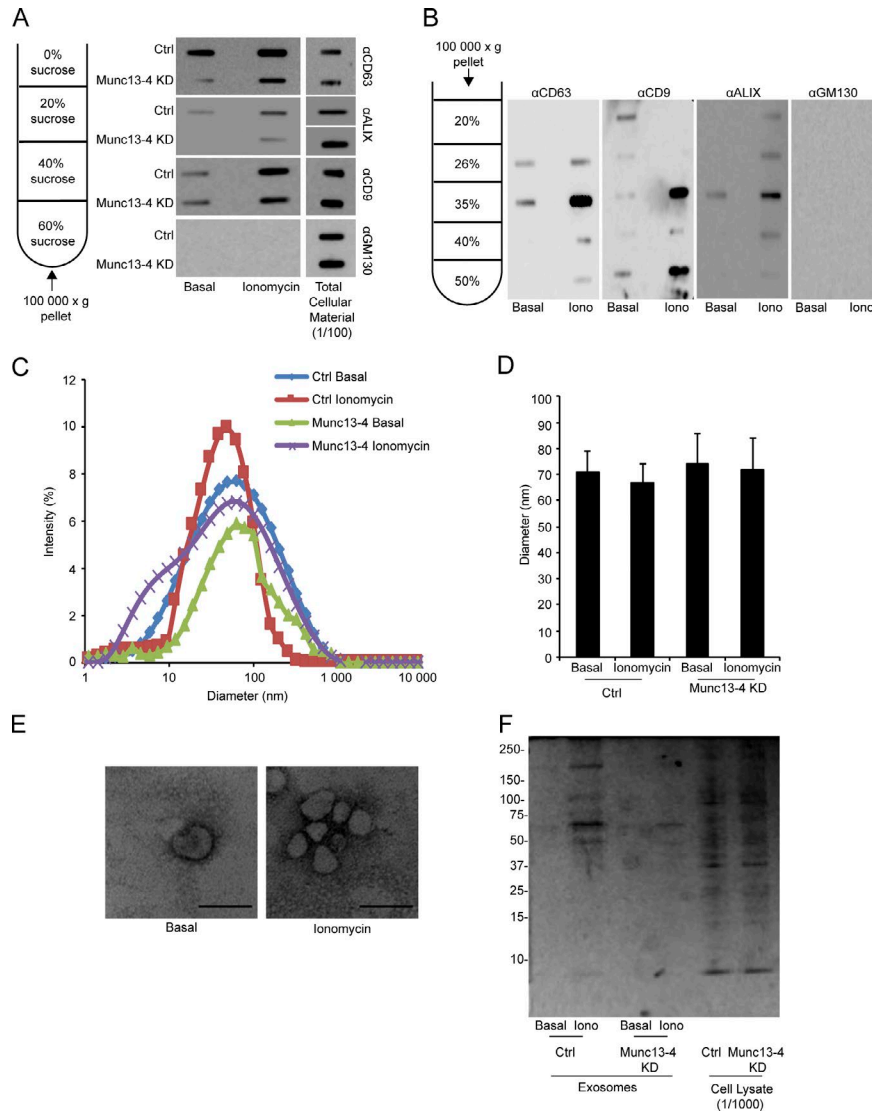 A
0%
sucrose
20%
sucrose
40%
sucrose
60%
sucrose
100 000 x g
pellet
Ctrl
Munc13-4 KD
αCD63
Ctrl
Munc13-4 KD
αALIX
Ctrl
Munc13-4 KD
αCD9
Ctrl
Munc13-4 KD
αGM130
Basal
Ionomycin
Total
Cellular
Material
(1/100)
B
100 000 x g
pellet
20%
26%
35%
40%
50%
αCD63 αCD9 αALIX αGM130
Basal Iono Basal Iono Basal Iono Basal Iono
C
Ctrl Basal
Ctrl Ionomycin
Munc13-4 Basal
Munc13-4 Ionomycin
Intensity (%)
12
10
8
6
4
2
0
1 10 100 1 000 10 000
Diameter (nm)
D
Diameter (nm)
100
90
80
70
60
50
40
30
20
10
0
Basal Ionomycin Basal Ionomycin
Ctrl Munc13-4 KD
E
Basal Ionomycin
F
250-
150-
100-
75-
50-
37-
25-
15-
10-
Basal Iono Basal Iono
Ctrl Munc13-4 KD
Ctrl Munc13-4 KD
Exosomes
Cell Lysate
(1/1000)